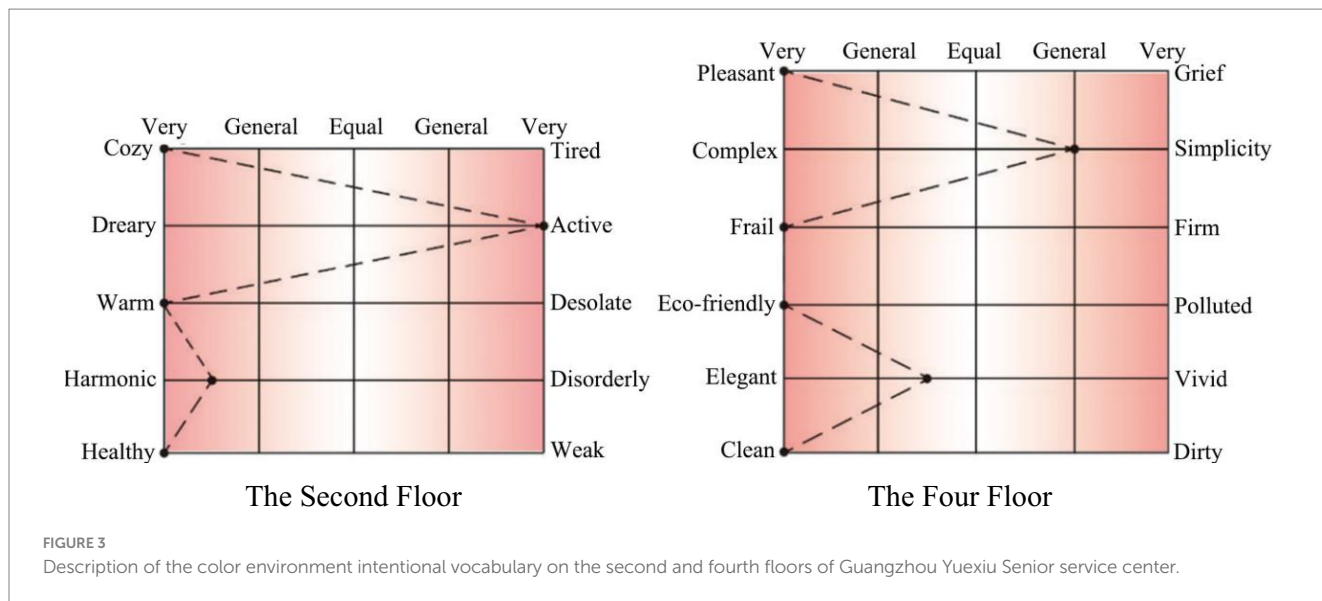 Very General Equal General Very
Cozy Tired
Dreary Active
Warm Desolate
Harmonic Disorderly
Healthy Weak
The Second Floor
Very General Equal General Very
Pleasant Grief
Complex Simplicity
Frail Firm
Eco-friendly Polluted
Elegant Vivid
Clean Dirty
The Four Floor
FIGURE 3
Description of the color environment intentional vocabulary on the second and fourth floors of Guangzhou Yuexiu Senior service center.